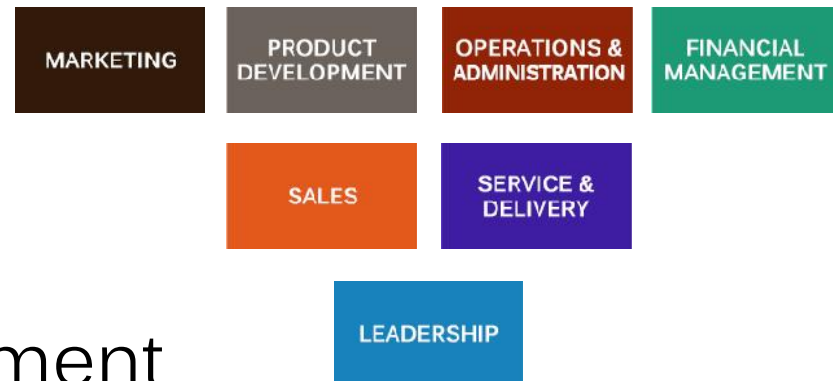 MARKETING
PRODUCT
DEVELOPMENT
OPERATIONS &
ADMINISTRATION
FINANCIAL
MANAGEMENT
SALES
SERVICE &
DELIVERY
LEADERSHIP
ment